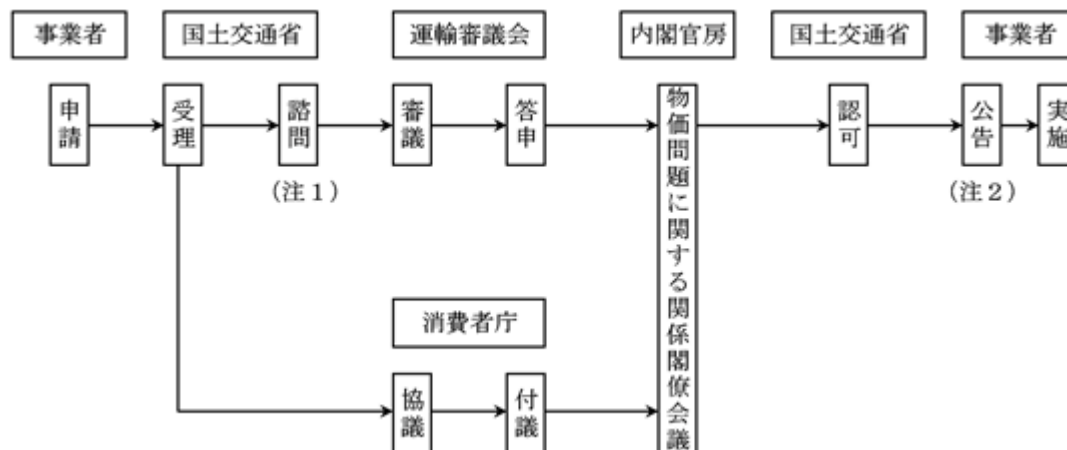 事業者
国土交通省
運輸審議会
内閣官房
国土交通省
事業者
申請
受理
諮問
審議
答申
物価問題に関する関係閣僚会議
認可
公告
実施
(注1)
(注2)
消費者庁
協議
付議